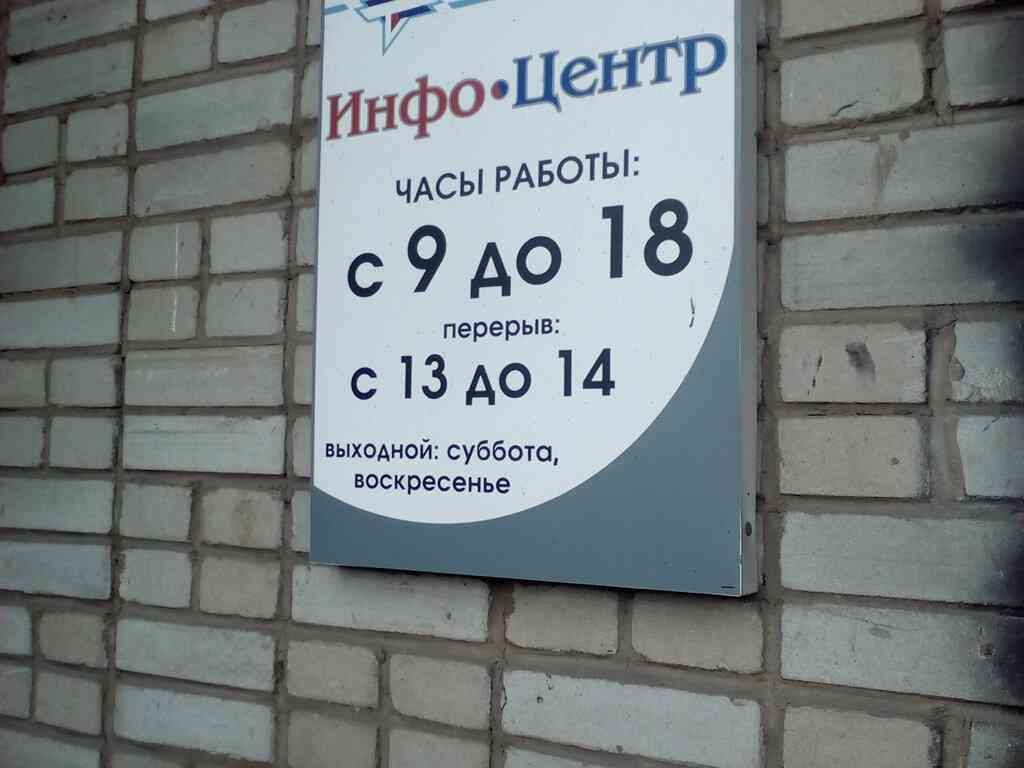 Инфо•Центр
ЧАСЫ РАБОТЫ:
с 9 до 18
перерыв:
с 13 до 14
выходной: суббота,
воскресенье